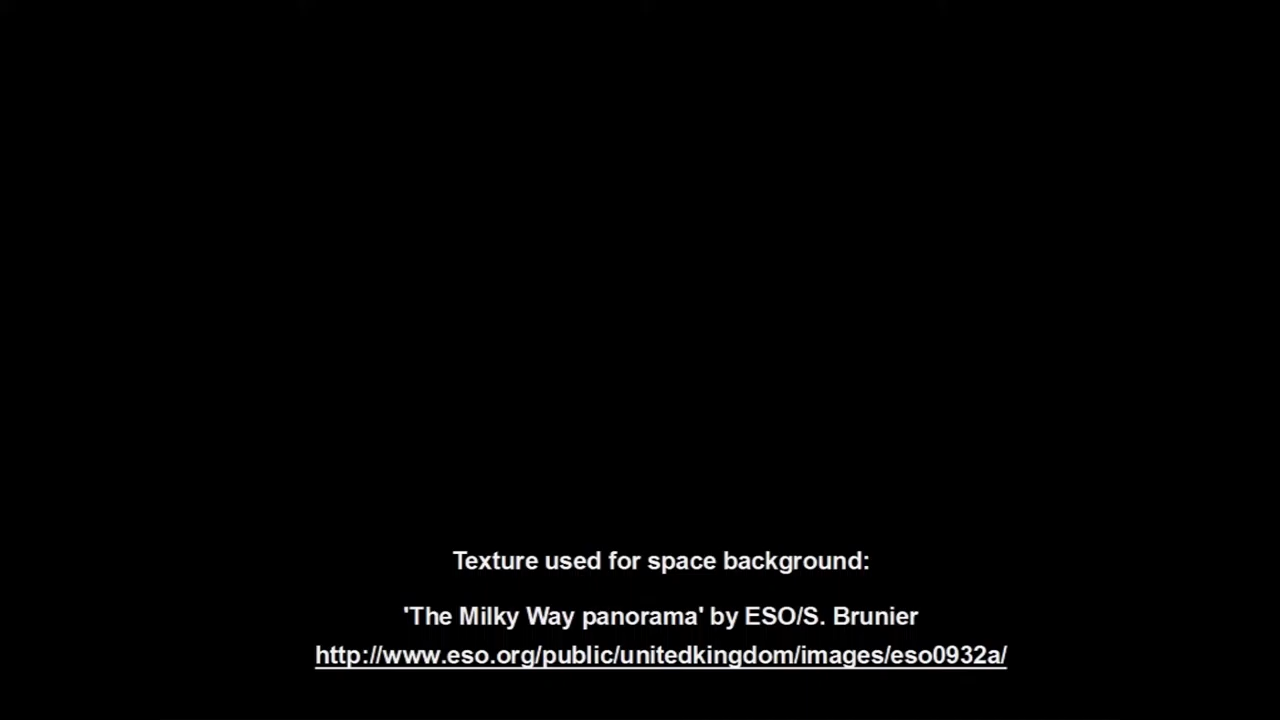 Texture used for space background:
'The Milky Way panorama' by ESO/S. Brunier
http://www.eso.org/public/unitedkingdom/images/eso0932a/